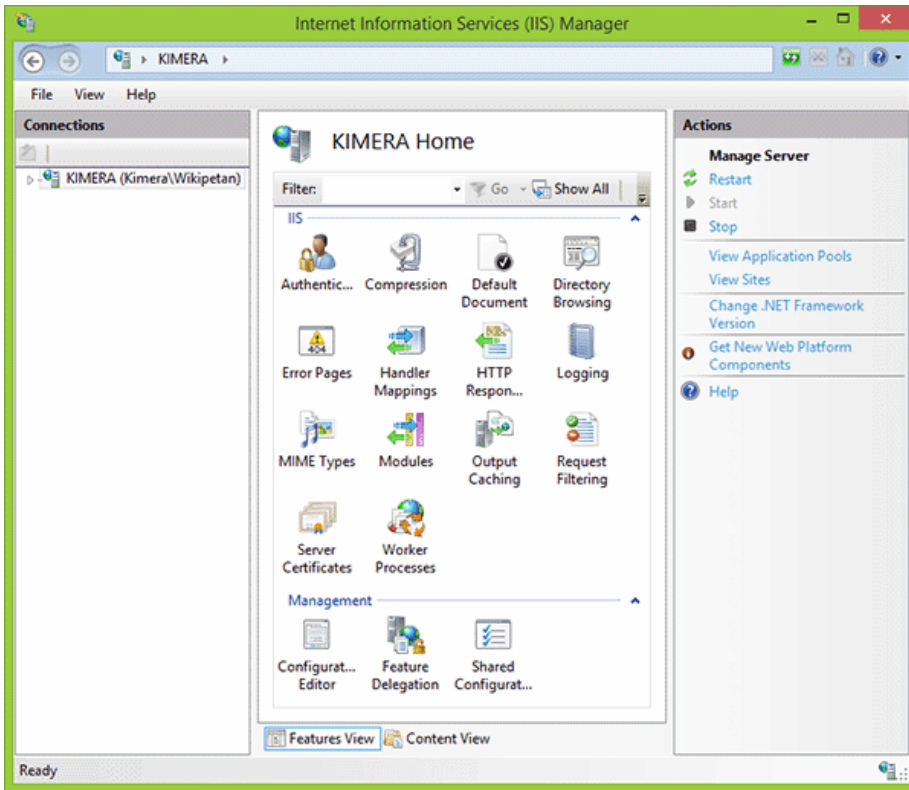 Internet Information Services (IIS) Manager
KIMERA
File View Help
Connections
KIMERA (Kimera\Wikipetan)
KIMERA Home
Filter: Go Show All
IIS
Authentic... Compression Default Document Directory Browsing
Error Pages Handler Mappings HTTP Respon... Logging
MIME Types Modules Output Caching Request Filtering
Server Certificates Worker Processes
Management
Configurat... Editor Feature Delegation Shared Configurat...
Features View Content View
Actions
Manage Server
Restart
Start
Stop
View Application Pools
View Sites
Change .NET Framework
Version
Get New Web Platform
Components
Help
Ready